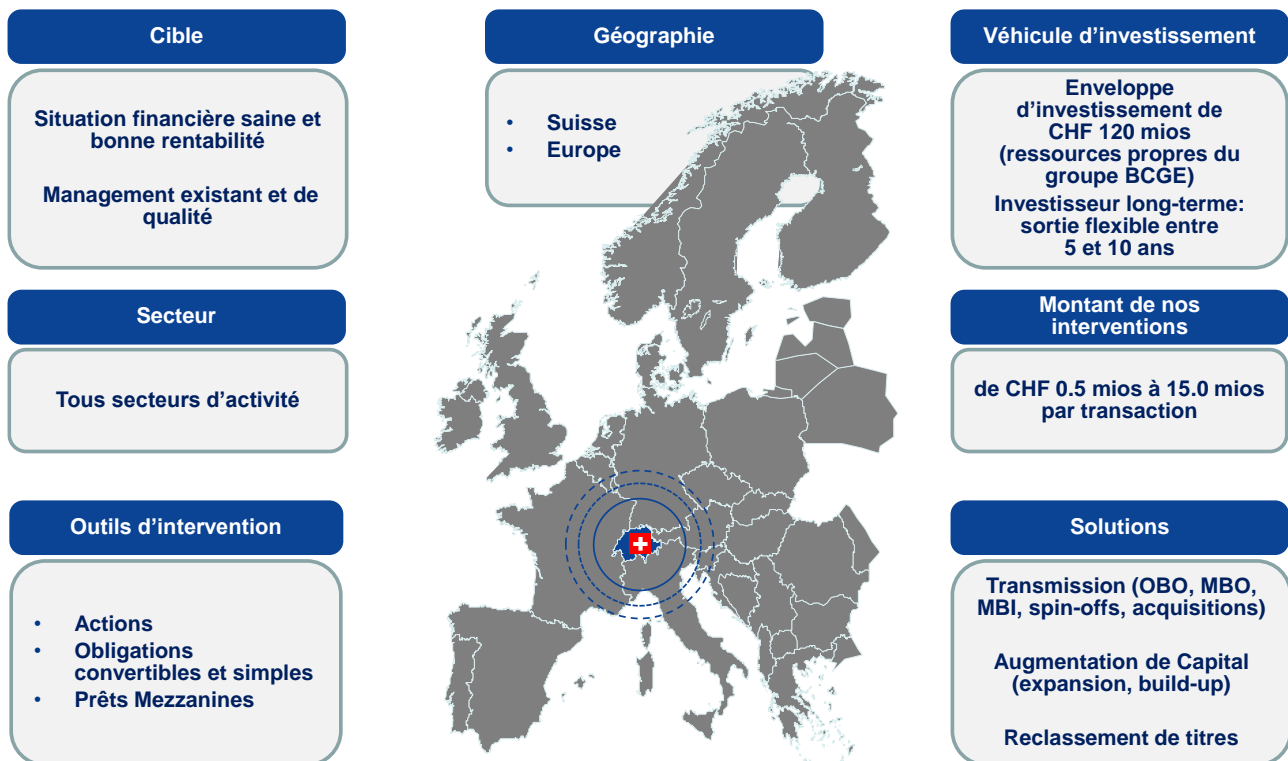 Cible
Situation financière saine et
bonne rentabilité
Management existant et de
qualité
Secteur
Tous secteurs d’activité
Outils d’intervention
• Actions
• Obligations
convertibles et simples
• Prêts Mezzanines
Géographie
• Suisse
• Europe
Véhicule d’investissement
Enveloppe
d’investissement de
CHF 120 mios
(ressources propres du
groupe BCGE)
Investisseur long-terme:
sortie flexible entre
5 et 10 ans
Montant de nos
interventions
de CHF 0.5 mios à 15.0 mios
par transaction
Solutions
Transmission (OBO, MBO,
MBI, spin-offs, acquisitions)
Augmentation de Capital
(expansion, build-up)
Reclassement de titres